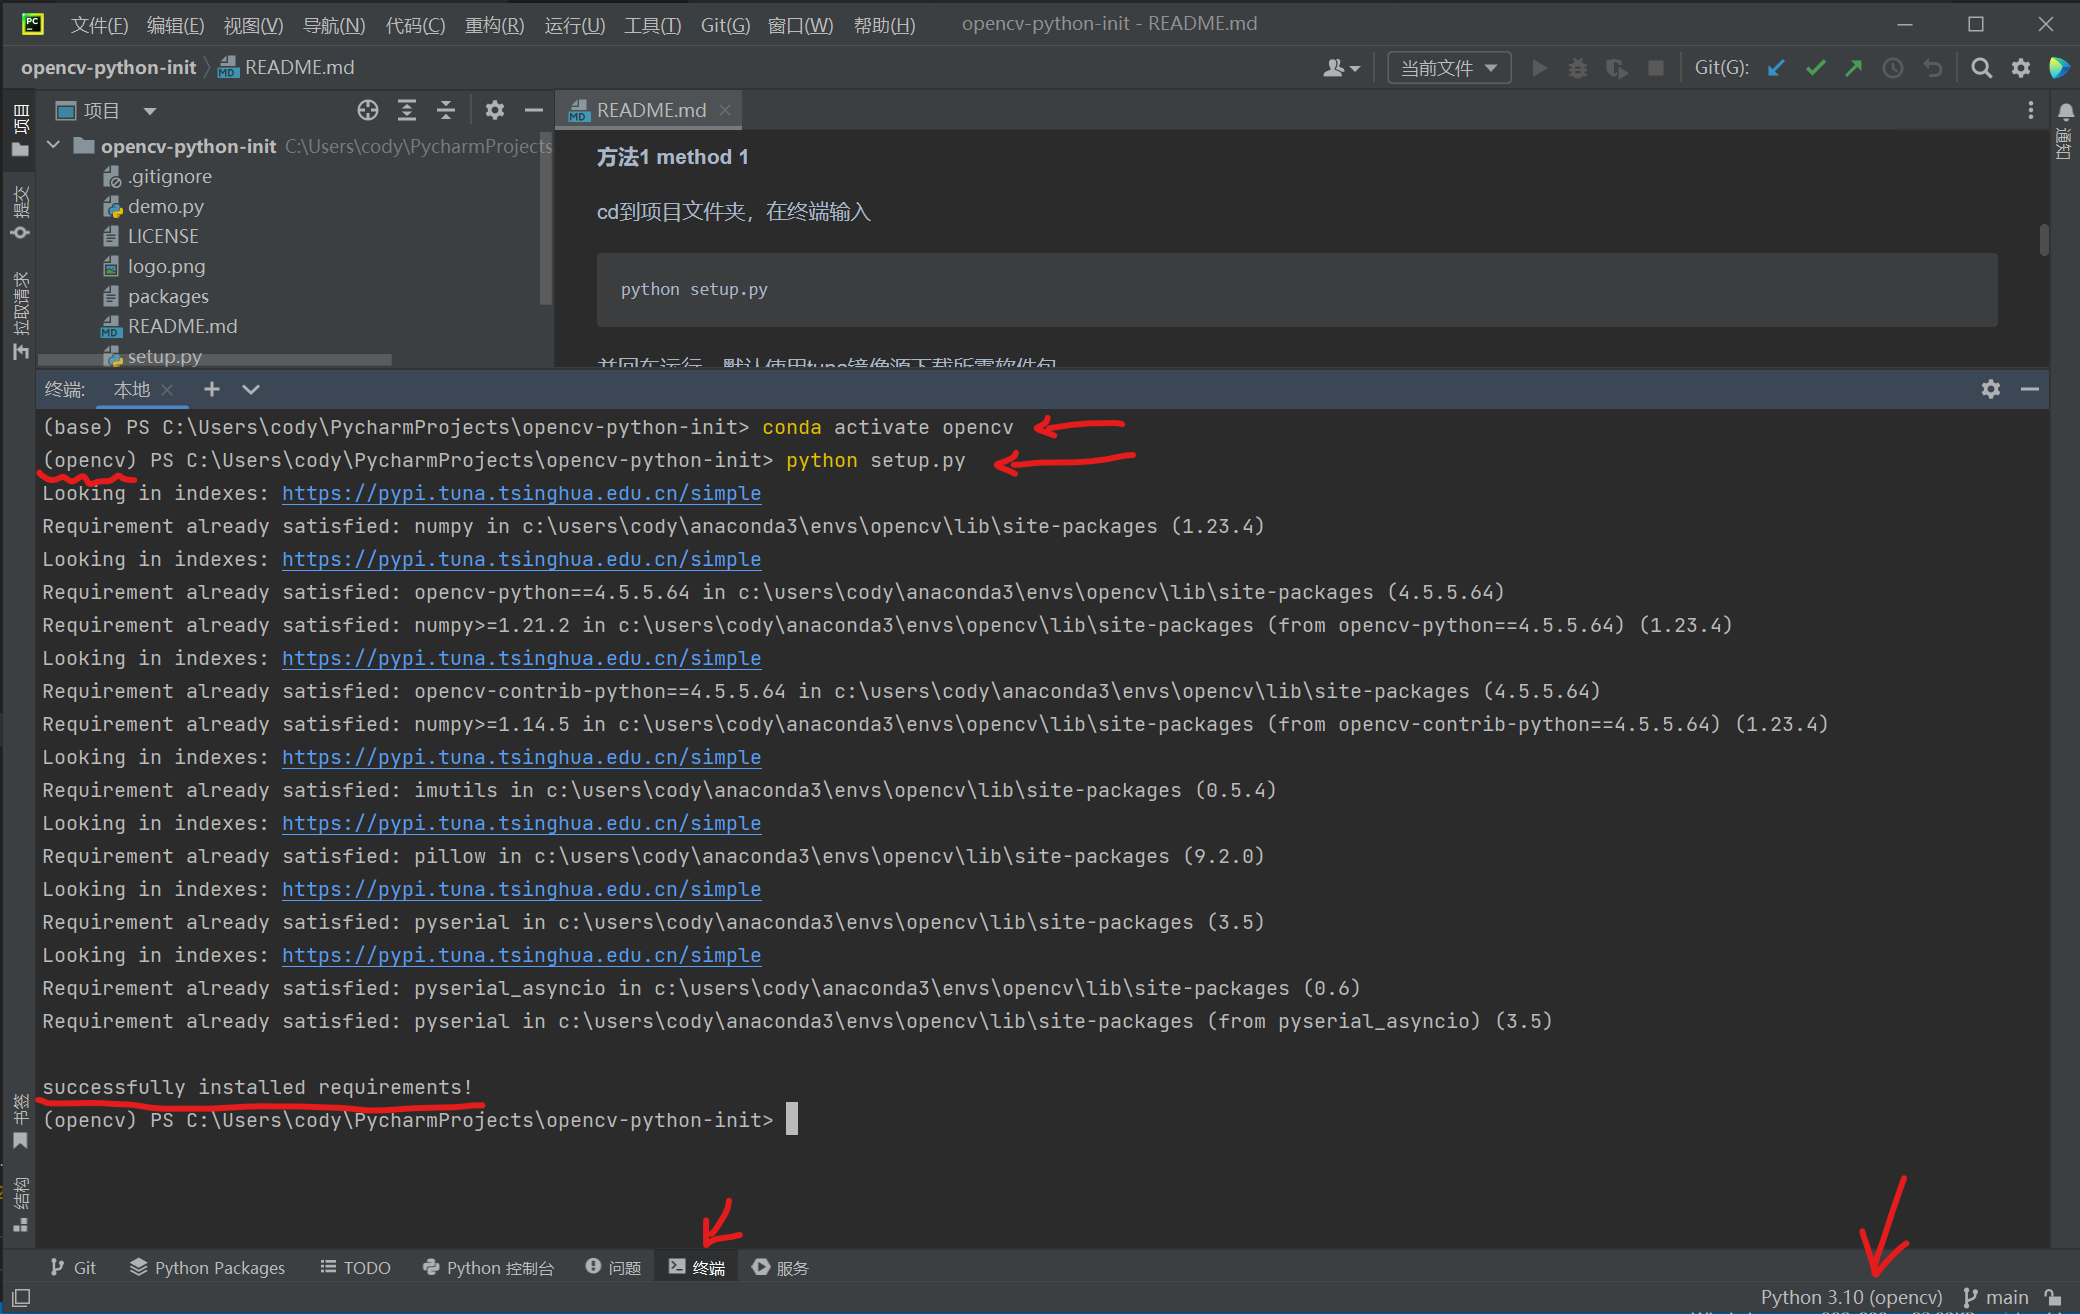 文件(F) 编辑(E) 视图(V) 导航(N) 代码(C) 重构(R) 运行(U) 工具(T) Git(G) 窗口(W) 帮助(H) opencv-python-init - README.md
opencv-python-init README.md 当前文件 Git(G):
项目
README.md
opencv-python-init C:\Users\cody\PycharmProjects
.gitignore
demo.py
LICENSE
logo.png
packages
README.md
setup.py
项目
提交
拉取请求
书签
结构
通知
方法1 method 1
cd到项目文件夹，在终端输入
python setup.py
终端: 本地
(base) PS C:\Users\cody\PycharmProjects\opencv-python-init> conda activate opencv
(opencv) PS C:\Users\cody\PycharmProjects\opencv-python-init> python setup.py
Looking in indexes: https://pypi.tuna.tsinghua.edu.cn/simple
Requirement already satisfied: numpy in c:\users\cody\anaconda3\envs\opencv\lib\site-packages (1.23.4)
Looking in indexes: https://pypi.tuna.tsinghua.edu.cn/simple
Requirement already satisfied: opencv-python==4.5.5.64 in c:\users\cody\anaconda3\envs\opencv\lib\site-packages (4.5.5.64)
Requirement already satisfied: numpy>=1.21.2 in c:\users\cody\anaconda3\envs\opencv\lib\site-packages (from opencv-python==4.5.5.64) (1.23.4)
Looking in indexes: https://pypi.tuna.tsinghua.edu.cn/simple
Requirement already satisfied: opencv-contrib-python==4.5.5.64 in c:\users\cody\anaconda3\envs\opencv\lib\site-packages (4.5.5.64)
Requirement already satisfied: numpy>=1.14.5 in c:\users\cody\anaconda3\envs\opencv\lib\site-packages (from opencv-contrib-python==4.5.5.64) (1.23.4)
Looking in indexes: https://pypi.tuna.tsinghua.edu.cn/simple
Requirement already satisfied: imutils in c:\users\cody\anaconda3\envs\opencv\lib\site-packages (0.5.4)
Looking in indexes: https://pypi.tuna.tsinghua.edu.cn/simple
Requirement already satisfied: pillow in c:\users\cody\anaconda3\envs\opencv\lib\site-packages (9.2.0)
Looking in indexes: https://pypi.tuna.tsinghua.edu.cn/simple
Requirement already satisfied: pyserial in c:\users\cody\anaconda3\envs\opencv\lib\site-packages (3.5)
Looking in indexes: https://pypi.tuna.tsinghua.edu.cn/simple
Requirement already satisfied: pyserial_asyncio in c:\users\cody\anaconda3\envs\opencv\lib\site-packages (0.6)
Requirement already satisfied: pyserial in c:\users\cody\anaconda3\envs\opencv\lib\site-packages (from pyserial_asyncio) (3.5)
successfully installed requirements!
(opencv) PS C:\Users\cody\PycharmProjects\opencv-python-init>
Git Python Packages TODO Python 控制台 问题 终端 服务
Python 3.10 (opencv) main